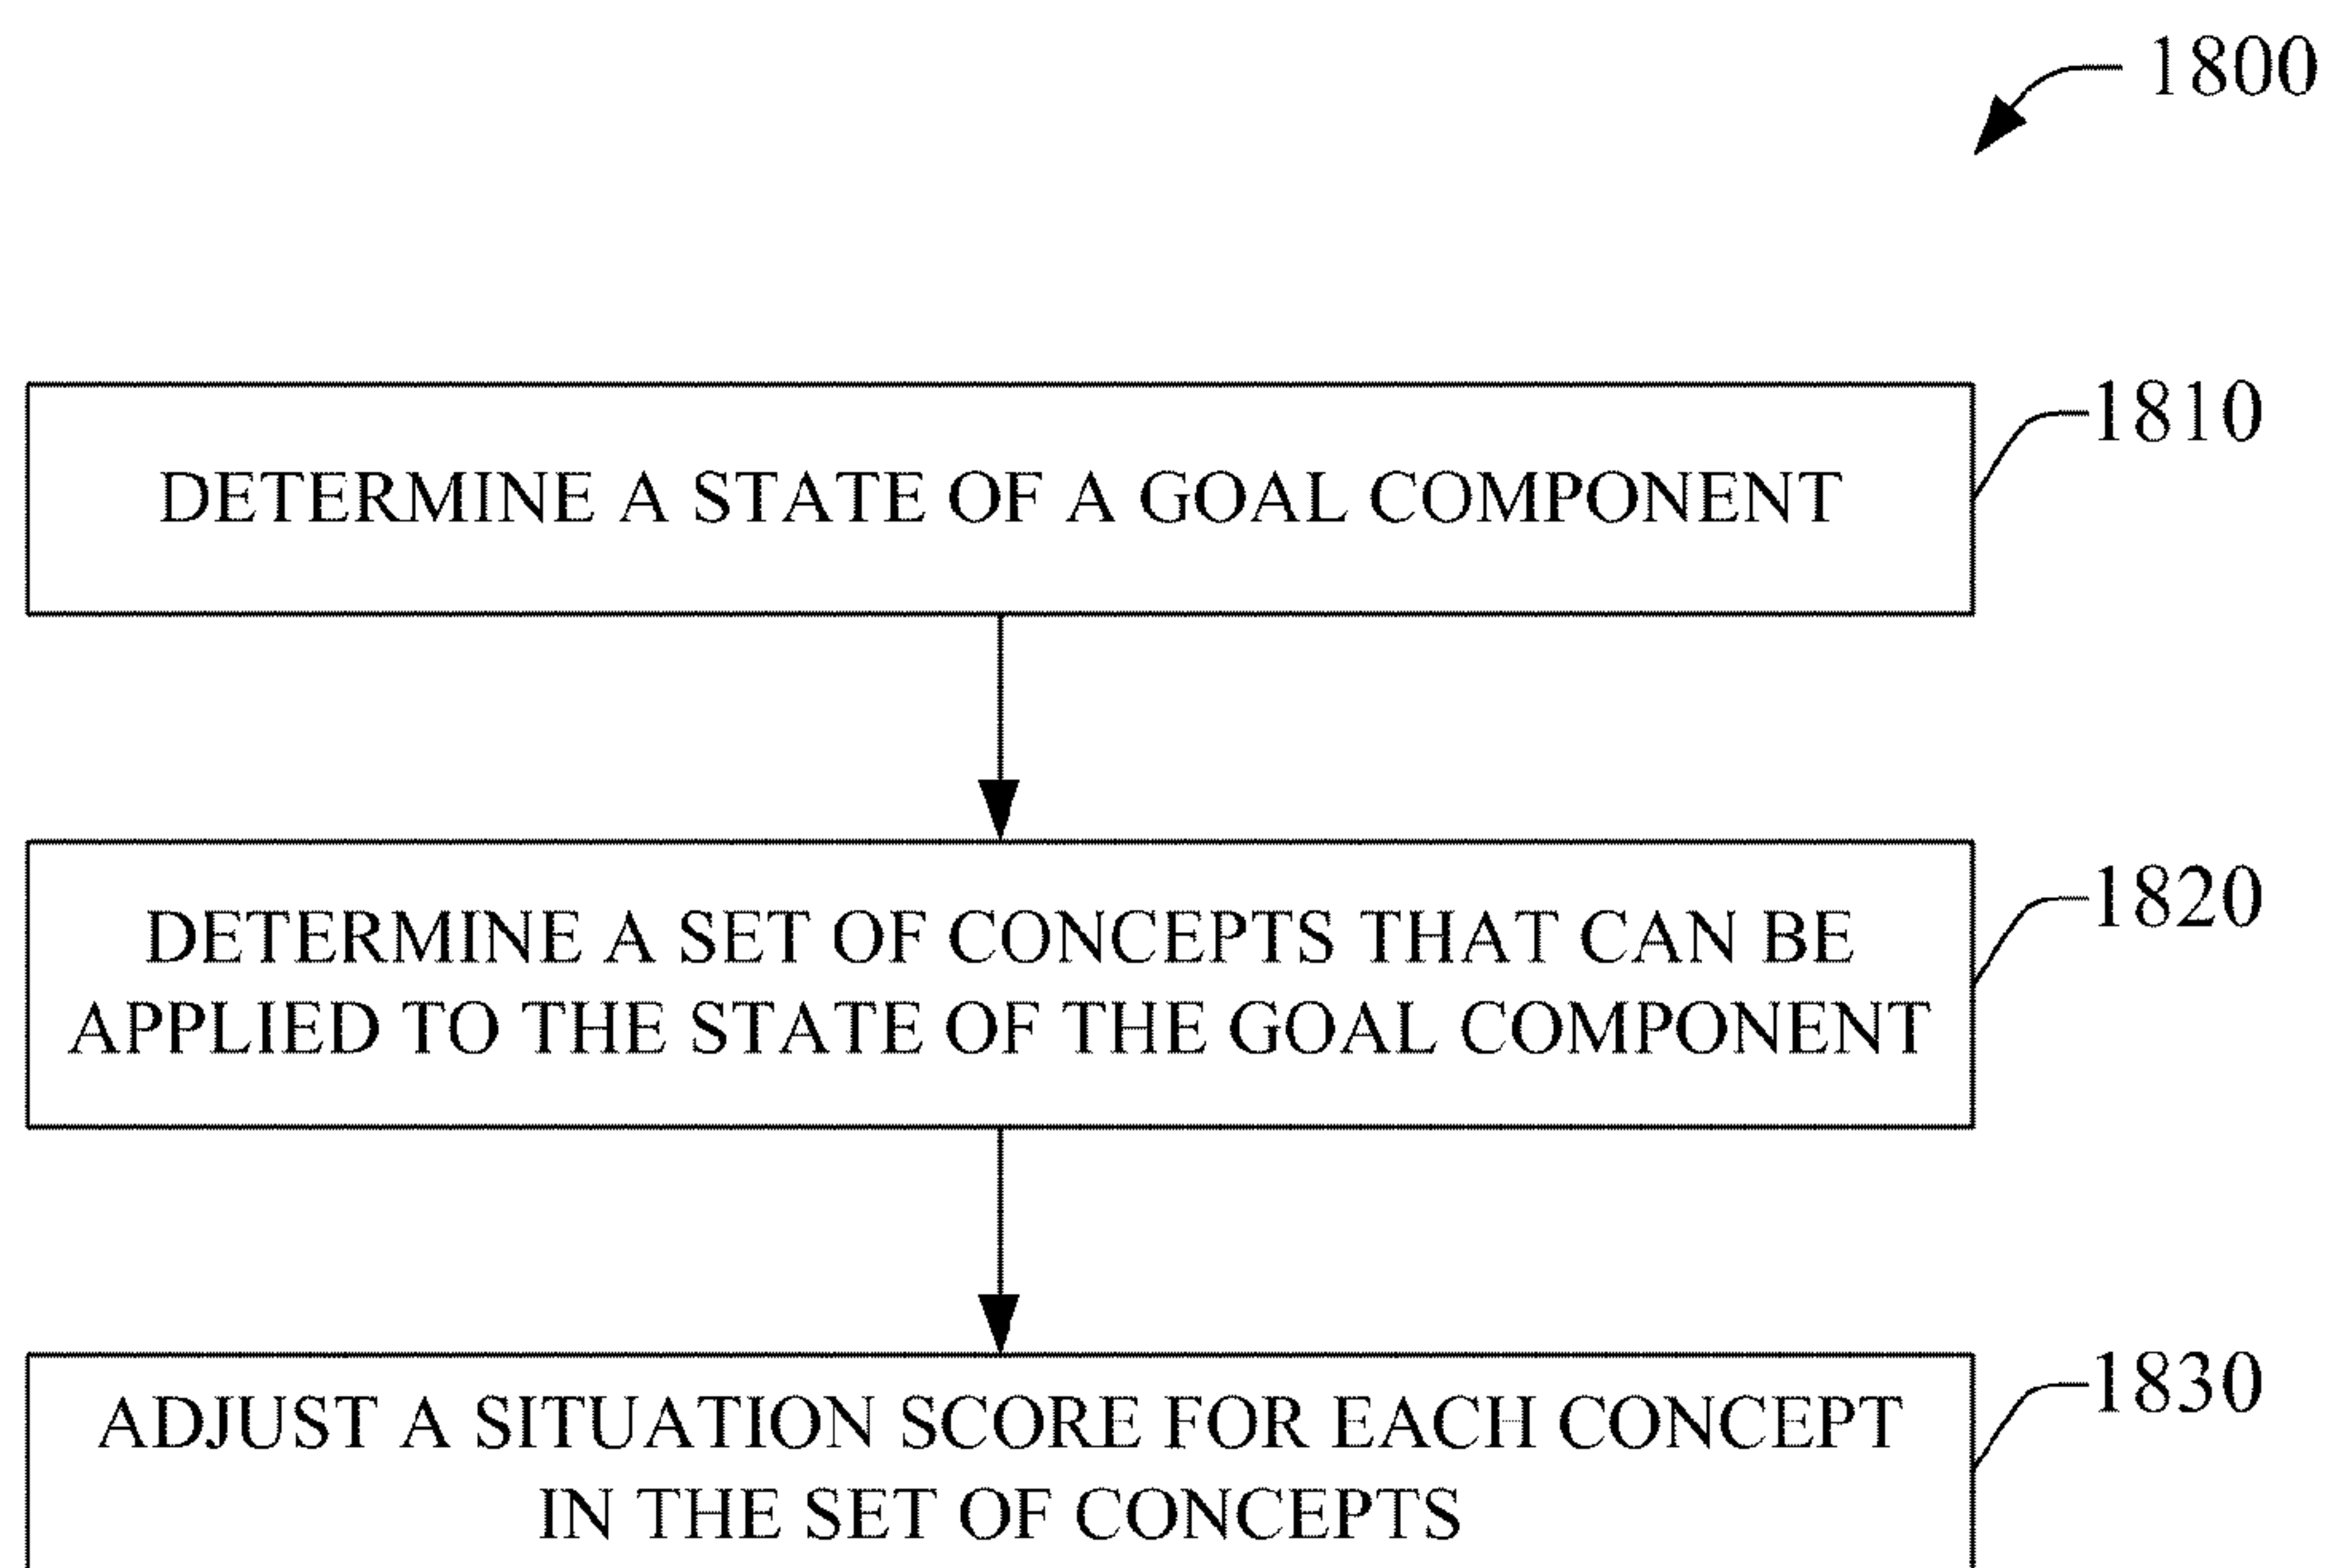 1800
1810
DETERMINE A STATE OF A GOAL COMPONENT
1820
DETERMINE A SET OF CONCEPTS THAT CAN BE
APPLIED TO THE STATE OF THE GOAL COMPONENT
1830
ADJUST A SITUATION SCORE FOR EACH CONCEPT
IN THE SET OF CONCEPTS